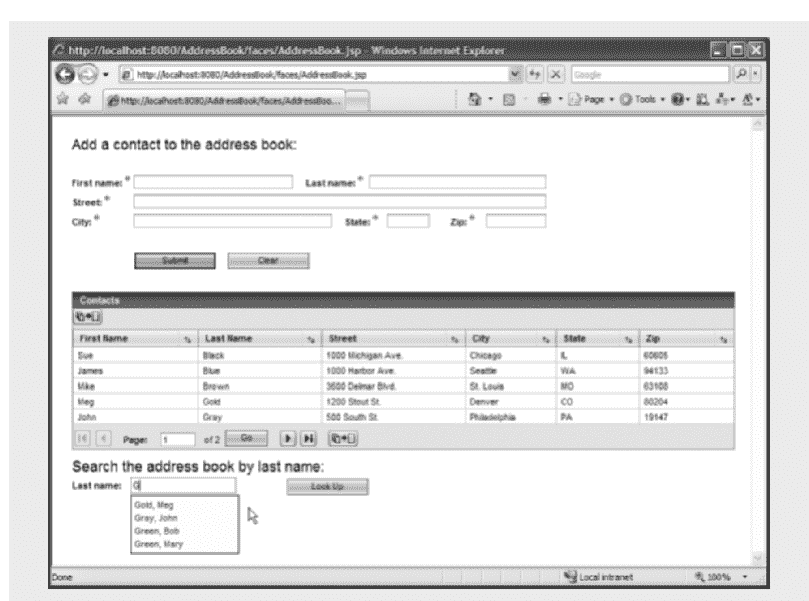 http://localhost:8080/AddressBook/faces/AddressBook.jsp - Windows Internet Explorer
http://localhost:8080/AddressBook/faces/AddressBook.jsp
Google
http://localhost:8080/AddressBook/faces/AddressBoo...
Page Tools
Add a contact to the address book:
First name: * Last name: *
Street: *
City: * State: * Zip: *
Submit Clear
Contacts
First Name Last Name Street City State Zip
Sue Black 1000 Michigan Ave. Chicago IL 60605
James Blue 1000 Harbor Ave. Seattle WA 94133
Mike Brown 3600 Delmar Blvd. St. Louis MO 63108
Meg Gold 1200 Stout St. Denver CO 80204
John Gray 500 South St. Philadelphia PA 19147
Page: 1 of 2 Go
Search the address book by last name:
Last name: G Look Up
Gold, Meg
Gray, John
Green, Bob
Green, Mary
Done Local intranet 100%